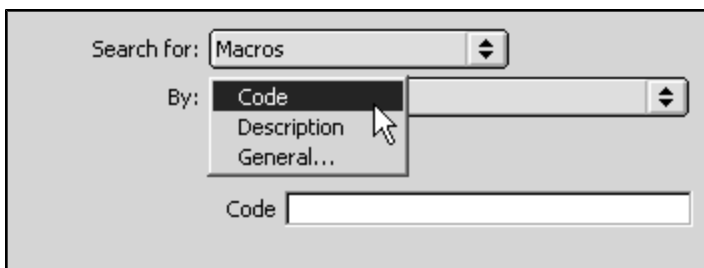 Search for: Macros
By: Code
Description
General...
Code